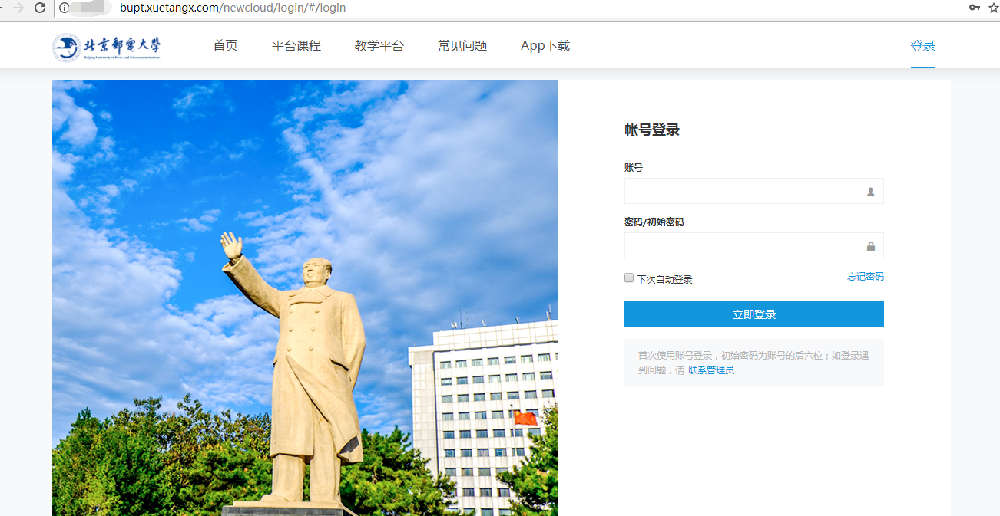 bupt.xuetangx.com/newcloud/login/#/login
北京郵電大學 首页 平台课程 教学平台 常见问题 App下载 登录
Beijing University of Posts and Telecommunications
帐号登录
账号
密码/初始密码
下次自动登录 忘记密码
立即登录
首次使用账号登录，初始密码为账号的后六位；如登录遇
到问题，请 联系管理员